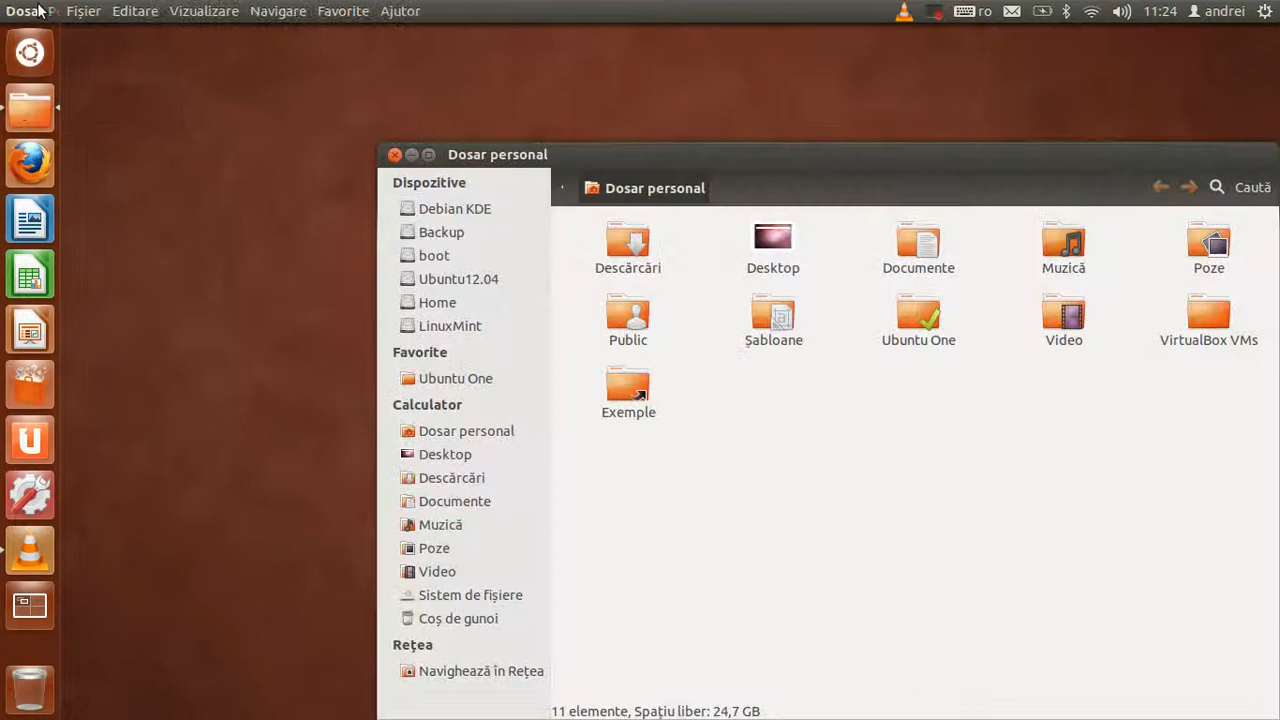 Dosar Fișier Editare Vizualizare Navigare Favorite Ajutor ro 11:24 andrei
Dosar personal
Dispozitive
Debian KDE
Backup
boot
Ubuntu12.04
Home
LinuxMint
Favorite
Ubuntu One
Calculator
Dosar personal
Desktop
Descărcări
Documente
Muzică
Poze
Video
Sistem de fișiere
Coș de gunoi
Rețea
Navighează în Rețea
Dosar personal Caută
Descărcări Desktop Documente Muzică Poze
Public Șabloane Ubuntu One Video VirtualBox VMs
Exemple
11 elemente, Spațiu liber: 24,7 GB